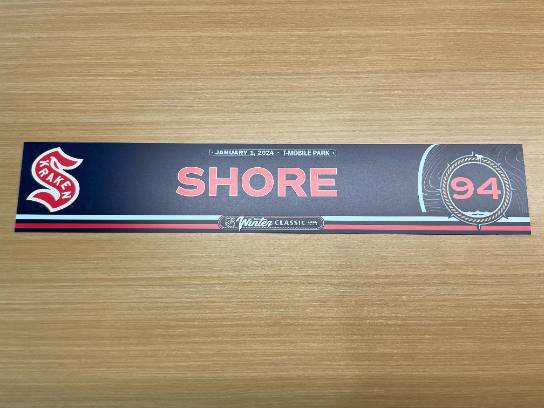 KRAKEN
JANUARY 1, 2024 · T-MOBILE PARK
SHORE
94
Winter CLASSIC